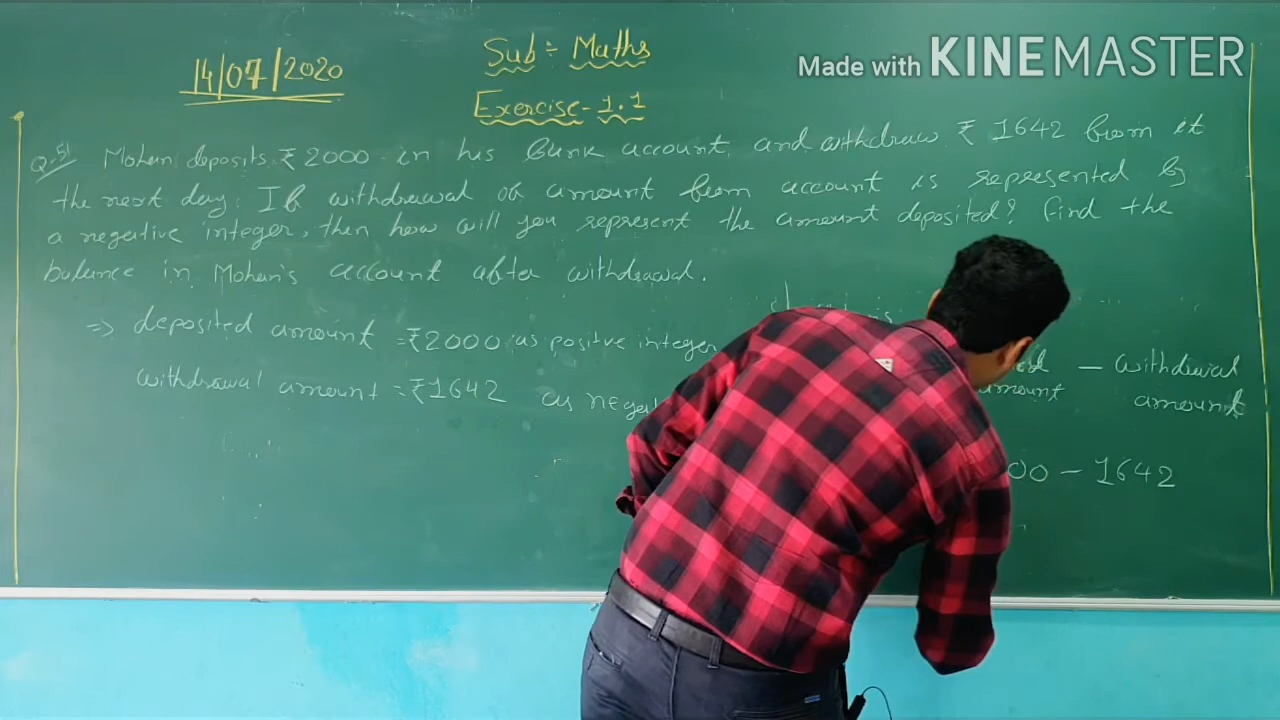 Made with KINEMASTER
14/07/2020
Sub:- Maths
Exercise- 1.1
Q-5) Mohan deposits ₹ 2000 in his bank account and withdraw ₹ 1642 from it
the next day. If withdrawal of amount from account is represented by
a negative integer, then how will you represent the amount deposited? Find the
balance in Mohan's account after withdrawal.
=> deposited amount = ₹2000 as positive integer
withdrawal amount = ₹1642 as
— withdrawal
amount amount
00 - 1642